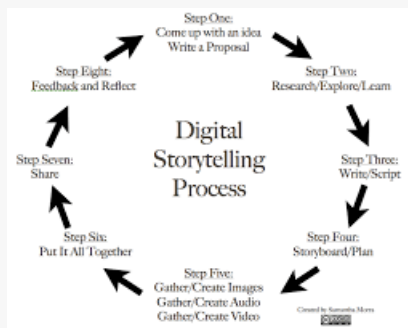 Step One:
Come up with an idea
Write a Proposal
Step Two:
Research/Explore/Learn
Step Three:
Write/Script
Step Four:
Storyboard/Plan
Step Five:
Gather/Create Images
Gather/Create Audio
Gather/Create Video
Step Six:
Put It All Together
Step Seven:
Share
Step Eight:
Feedback and Reflect
Digital
Storytelling
Process
Created by Samantha Morra